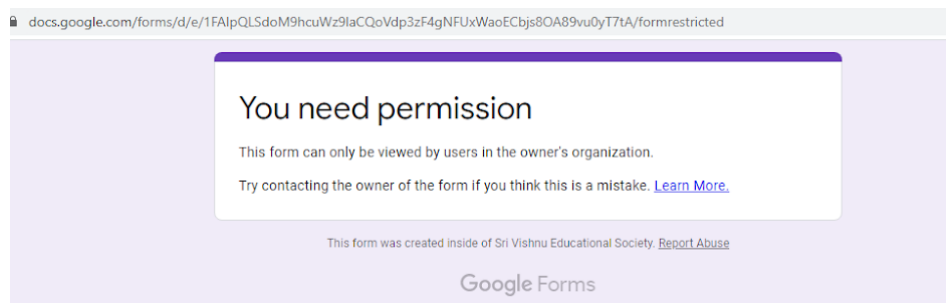 docs.google.com/forms/d/e/1FAIpQLSdoM9hcuWz9IaCQoVdp3zF4gNFUxWaoECbjs8OA89vu0yT7tA/formrestricted
You need permission
This form can only be viewed by users in the owner's organization.
Try contacting the owner of the form if you think this is a mistake. Learn More.
This form was created inside of Sri Vishnu Educational Society. Report Abuse
Google Forms